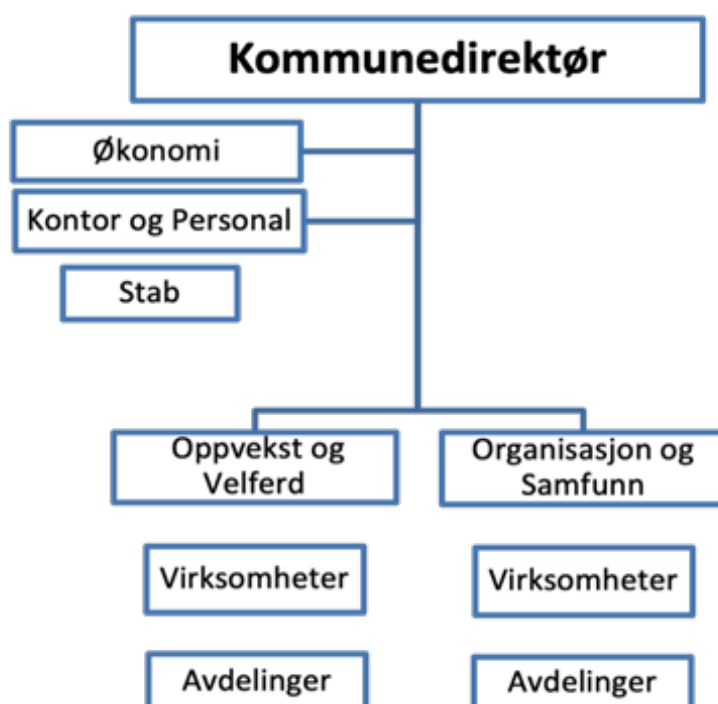 Kommunedirektør
Økonomi
Kontor og Personal
Stab
Oppvekst og
Velferd
Organisasjon og
Samfunn
Virksomheter
Virksomheter
Avdelinger
Avdelinger